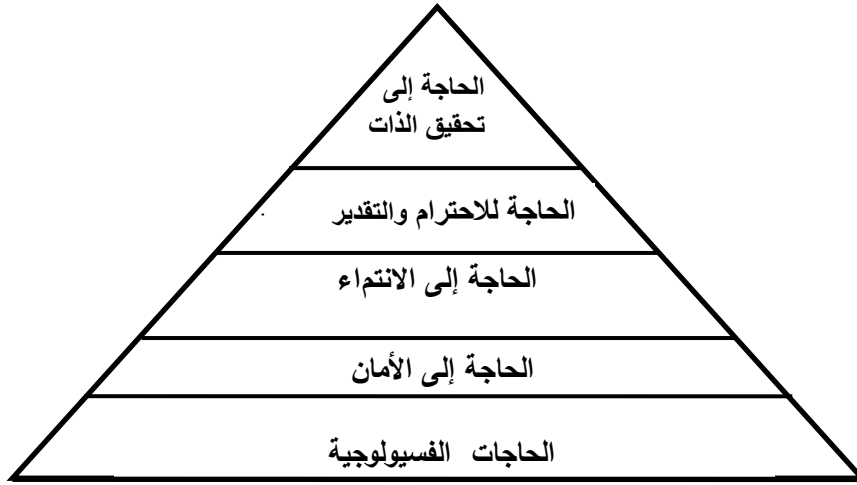 الحاجة إلى
تحقيق الذات
الحاجة للاحترام والتقدير
الحاجة إلى الانتماء
الحاجة إلى الأمان
الحاجات الفسيولوجية